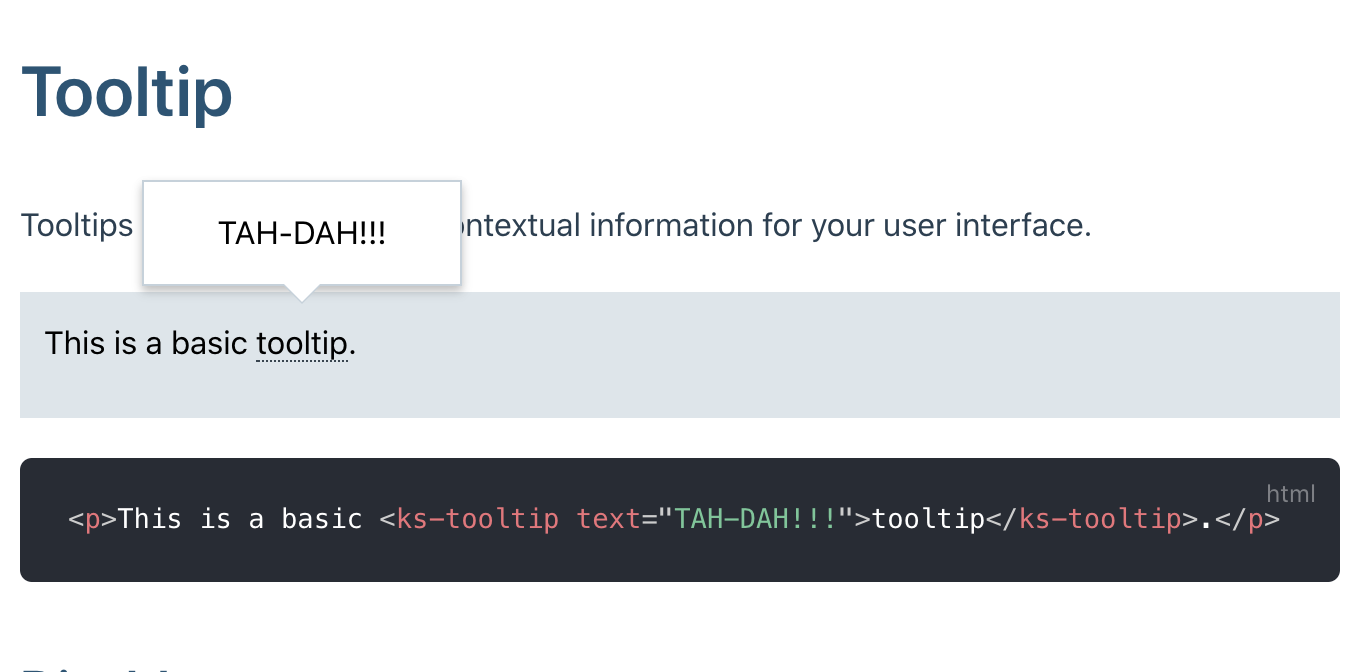 Tooltip
TAH-DAH!!!
Tooltips ontextual information for your user interface.
This is a basic tooltip.
html
<p>This is a basic <ks-tooltip text="TAH-DAH!!!">tooltip</ks-tooltip>.</p>